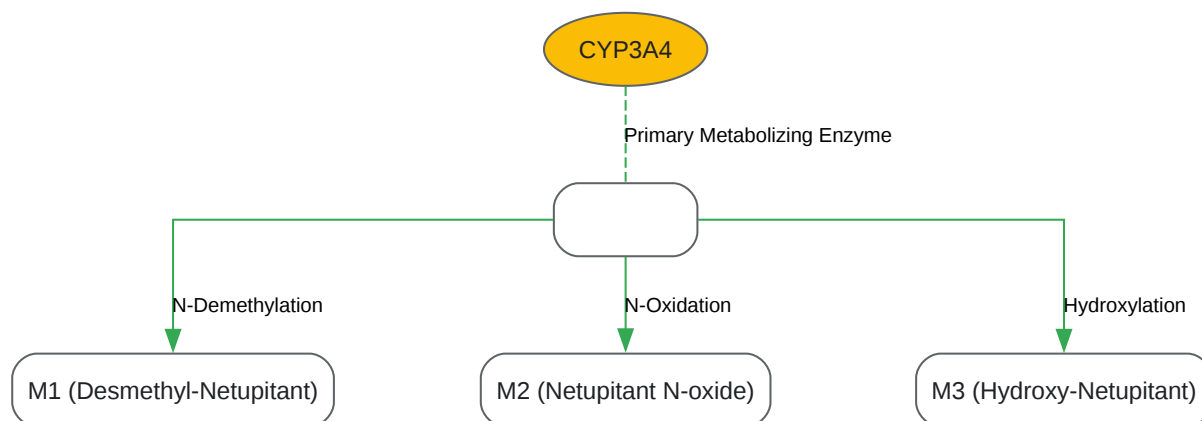 CYP3A4
Primary Metabolizing Enzyme
N-Demethylation
N-Oxidation
Hydroxylation
M1 (Desmethyl-Netupitant)
M2 (Netupitant N-oxide)
M3 (Hydroxy-Netupitant)